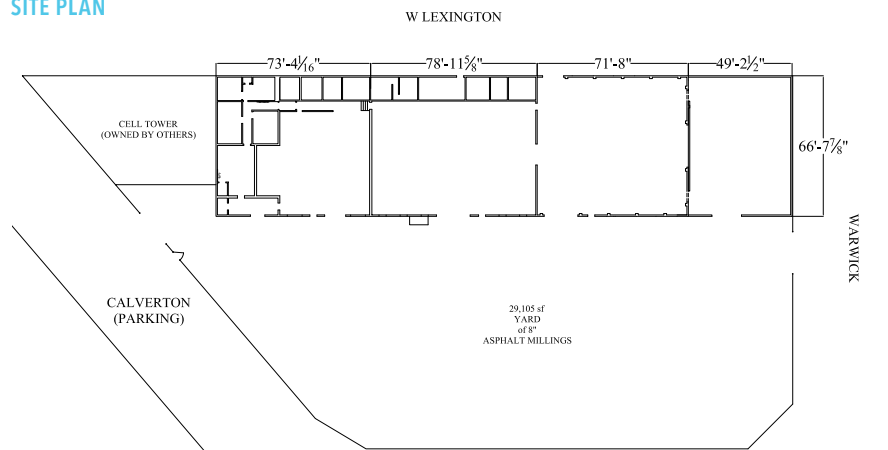 SITE PLAN
W LEXINGTON
73'-4 1/16"
78'-11 5/8"
71'-8"
49'-2 1/2"
CELL TOWER
(OWNED BY OTHERS)
66'-7 7/8"
WARWICK
CALVERTON
(PARKING)
29,105 sf
YARD
of 8"
ASPHALT MILLINGS